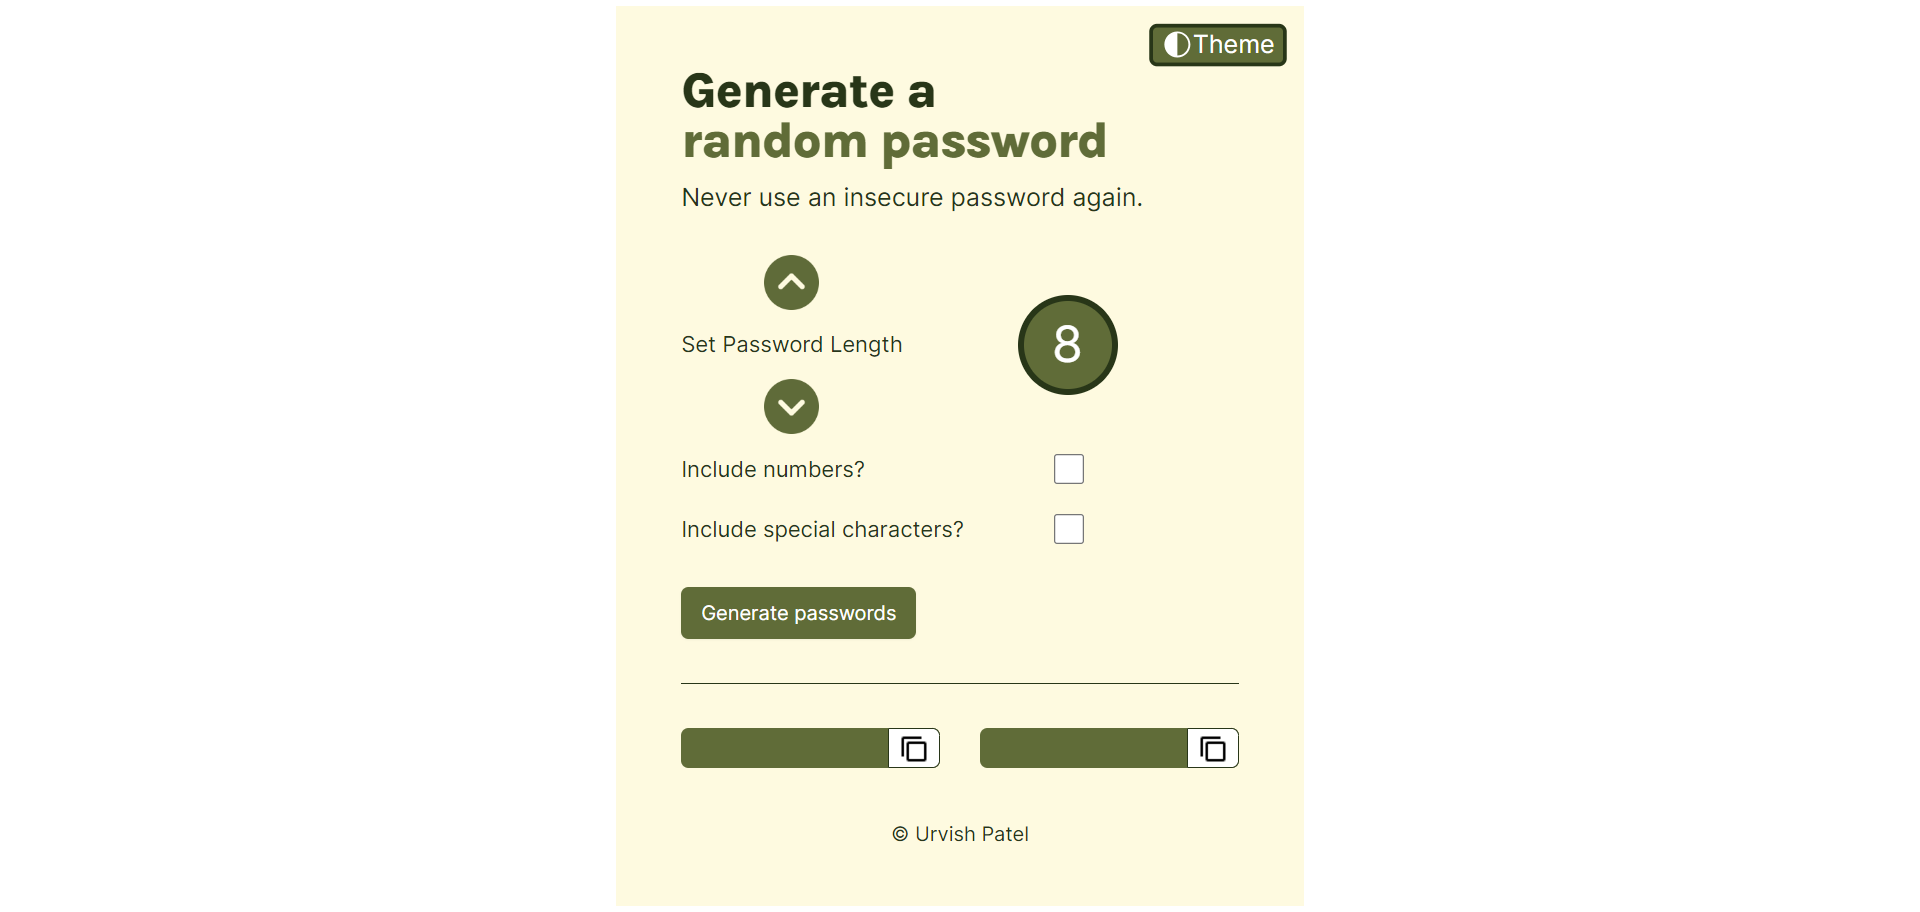 Theme
Generate a
random password
Never use an insecure password again.
Set Password Length
8
Include numbers?
Include special characters?
Generate passwords
© Urvish Patel